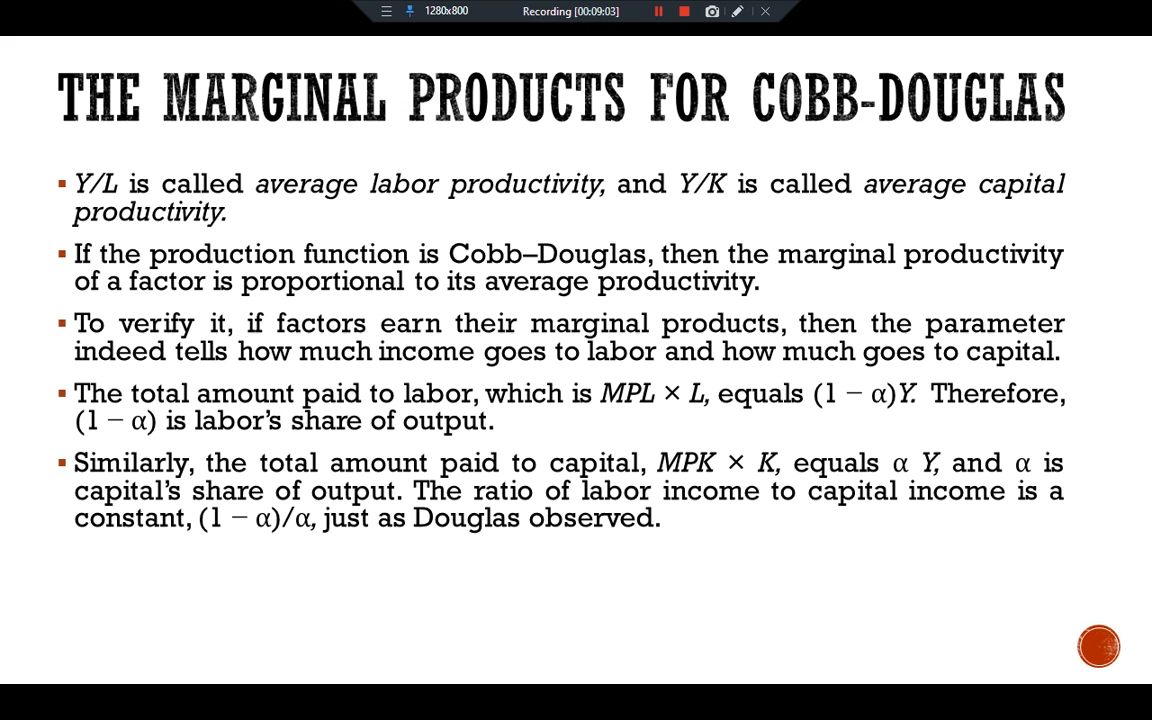 1280x800 Recording [00:09:03]
THE MARGINAL PRODUCTS FOR COBB-DOUGLAS
▪ Y/L is called average labor productivity, and Y/K is called average capital
productivity.
▪ If the production function is Cobb–Douglas, then the marginal productivity
of a factor is proportional to its average productivity.
▪ To verify it, if factors earn their marginal products, then the parameter
indeed tells how much income goes to labor and how much goes to capital.
▪ The total amount paid to labor, which is MPL × L, equals (1 − α)Y. Therefore,
(1 − α) is labor’s share of output.
▪ Similarly, the total amount paid to capital, MPK × K, equals α Y, and α is
capital’s share of output. The ratio of labor income to capital income is a
constant, (1 − α)/α, just as Douglas observed.